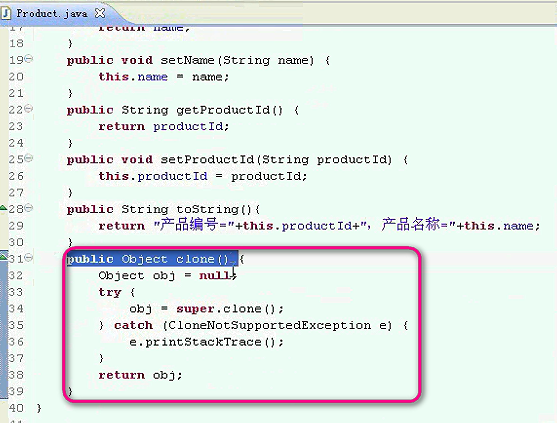 Product.java
17 return name;
18 }
19 public void setName(String name) {
20 this.name = name;
21 }
22 public String getProductId() {
23 return productId;
24 }
25 public void setProductId(String productId) {
26 this.productId = productId;
27 }
28 public String toString(){
29 return "产品编号="+this.productId+", 产品名称="+this.name;
30 }
31 public Object clone() {
32 Object obj = null;
33 try {
34 obj = super.clone();
35 } catch (CloneNotSupportedException e) {
36 e.printStackTrace();
37 }
38 return obj;
39 }
40 }